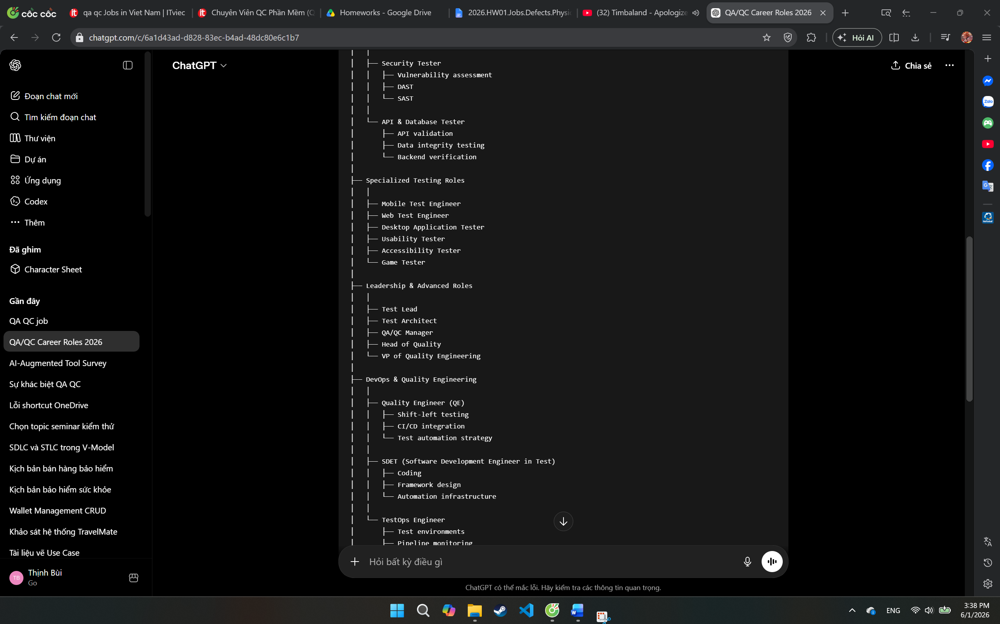 cốc cốc
qa qc Jobs in Viet Nam | ITviec
Chuyên Viên QC Phần Mềm (Q
Homeworks - Google Drive
2026.HW01.Jobs.Defects.Physic
(32) Timbaland - Apologize
QA/QC Career Roles 2026
chatgpt.com/c/6a1d43ad-d828-83ec-b4ad-48dc80e6c1b7
Hỏi AI
ChatGPT
Chia sẻ
Đoạn chat mới
Tìm kiếm đoạn chat
Thư viện
Dự án
Ứng dụng
Codex
Thêm
Đã ghim
Character Sheet
Gần đây
QA QC job
QA/QC Career Roles 2026
AI-Augmented Tool Survey
Sự khác biệt QA QC
Lỗi shortcut OneDrive
Chọn topic seminar kiểm thử
SDLC và STLC trong V-Model
Kịch bản bán hàng bảo hiểm
Kịch bản bảo hiểm sức khỏe
Wallet Management CRUD
Khảo sát hệ thống TravelMate
Tài liệu vẽ Use Case
TB
Thịnh Bùi
Go
│   │
│   ├── Security Tester
│   │   ├── Vulnerability assessment
│   │   ├── DAST
│   │   └── SAST
│   │
│   └── API & Database Tester
│       ├── API validation
│       ├── Data integrity testing
│       └── Backend verification
│
├── Specialized Testing Roles
│   │
│   ├── Mobile Test Engineer
│   ├── Web Test Engineer
│   ├── Desktop Application Tester
│   ├── Usability Tester
│   ├── Accessibility Tester
│   └── Game Tester
│
├── Leadership & Advanced Roles
│   │
│   ├── Test Lead
│   ├── Test Architect
│   ├── QA/QC Manager
│   ├── Head of Quality
│   └── VP of Quality Engineering
│
├── DevOps & Quality Engineering
│   │
│   ├── Quality Engineer (QE)
│   │   ├── Shift-left testing
│   │   ├── CI/CD integration
│   │   └── Test automation strategy
│   │
│   ├── SDET (Software Development Engineer in Test)
│   │   ├── Coding
│   │   ├── Framework design
│   │   └── Automation infrastructure
│   │
│   └── TestOps Engineer
│       ├── Test environments
│       ├── Pipeline monitoring
Hỏi bất kỳ điều gì
ChatGPT có thể mắc lỗi. Hãy kiểm tra các thông tin quan trọng.
Zalo
ENG
3:38 PM
6/1/2026